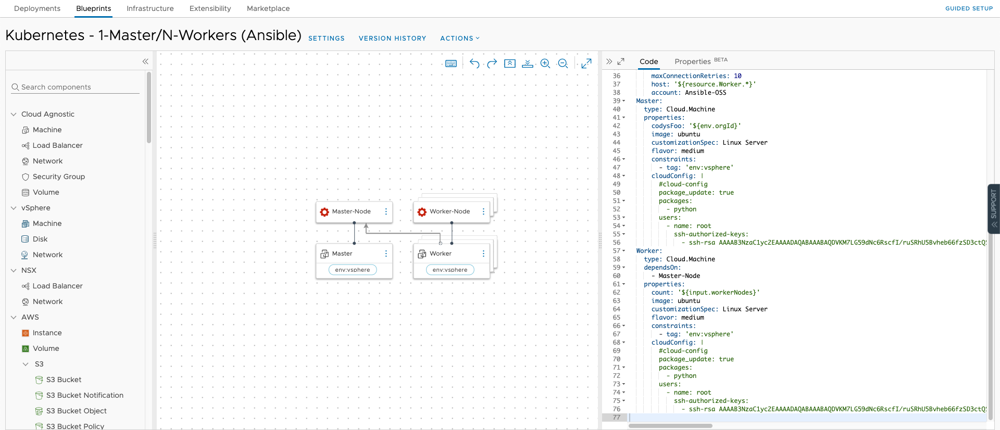 Deployments
Blueprints
Infrastructure
Extensibility
Marketplace
GUIDED SETUP
Kubernetes - 1-Master/N-Workers (Ansible)
SETTINGS
VERSION HISTORY
ACTIONS
Search components
Cloud Agnostic
Machine
Load Balancer
Network
Security Group
Volume
vSphere
Machine
Disk
Network
NSX
Load Balancer
Network
AWS
Instance
Volume
S3
S3 Bucket
S3 Bucket Notification
S3 Bucket Object
S3 Bucket Policy
Master-Node
Worker-Node
Master
env:vsphere
Worker
env:vsphere
Code
Properties BETA
36 maxConnectionRetries: 10
37 host: '${resource.Worker.*}'
38 account: Ansible-OSS
39 Master:
40 type: Cloud.Machine
41 properties:
42 codysFoo: '${env.orgId}'
43 image: ubuntu
44 customizationSpec: Linux Server
45 flavor: medium
46 constraints:
47 - tag: 'env:vsphere'
48 cloudConfig: |
49 #cloud-config
50 package_update: true
51 packages:
52 - python
53 users:
54 - name: root
55 ssh-authorized-keys:
56 - ssh-rsa AAAAB3NzaC1yc2EAAAADAQABAAABAQDVKM7LG59dNc6RscfI/ruSRhU5Bvheb66fzSD3ctQS
57 Worker:
58 type: Cloud.Machine
59 dependsOn:
60 - Master-Node
61 properties:
62 count: '${input.workerNodes}'
63 image: ubuntu
64 customizationSpec: Linux Server
65 flavor: medium
66 constraints:
67 - tag: 'env:vsphere'
68 cloudConfig: |
69 #cloud-config
70 package_update: true
71 packages:
72 - python
73 users:
74 - name: root
75 ssh-authorized-keys:
76 - ssh-rsa AAAAB3NzaC1yc2EAAAADAQABAAABAQDVKM7LG59dNc6RscfI/ruSRhU5Bvheb66fzSD3ctQS
77
SUPPORT